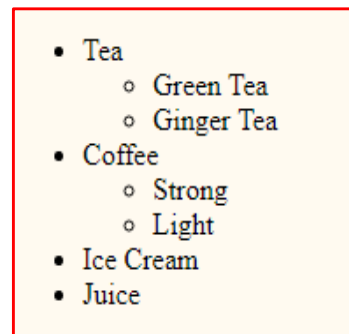 Tea
Green Tea
Ginger Tea
Coffee
Strong
Light
Ice Cream
Juice